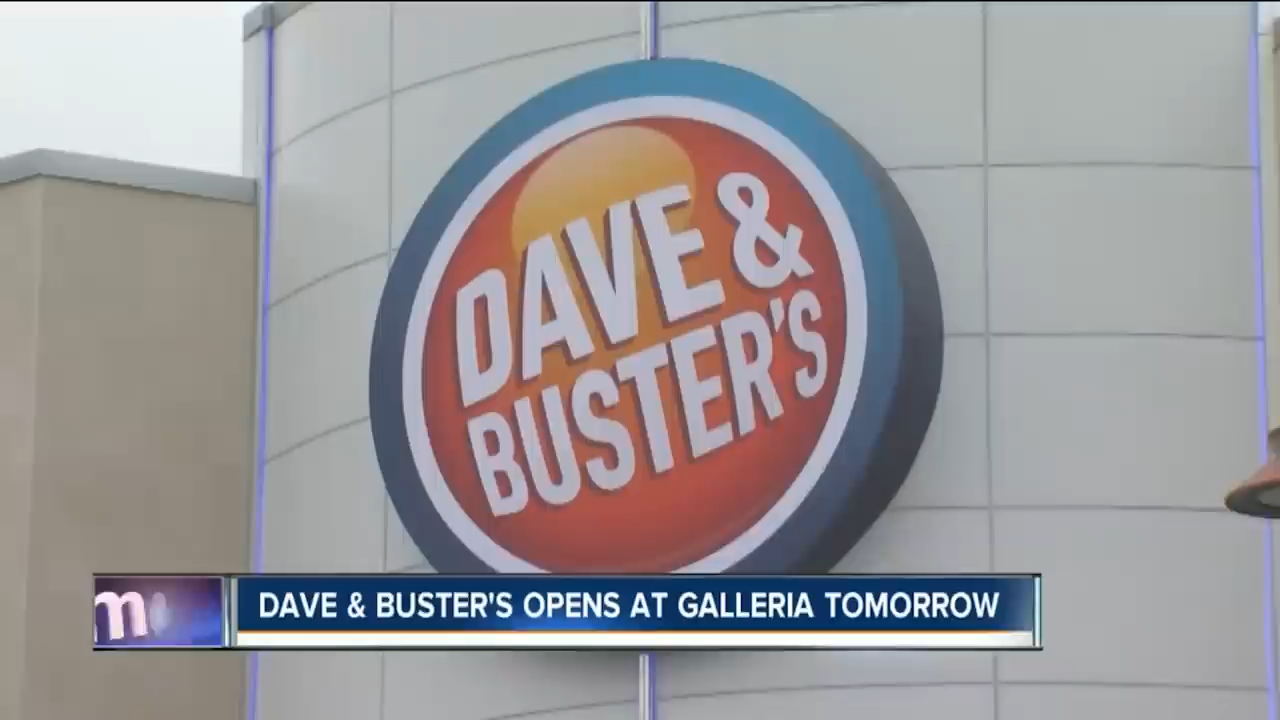 DAVE &
BUSTER'S
m
DAVE & BUSTER'S OPENS AT GALLERIA TOMORROW